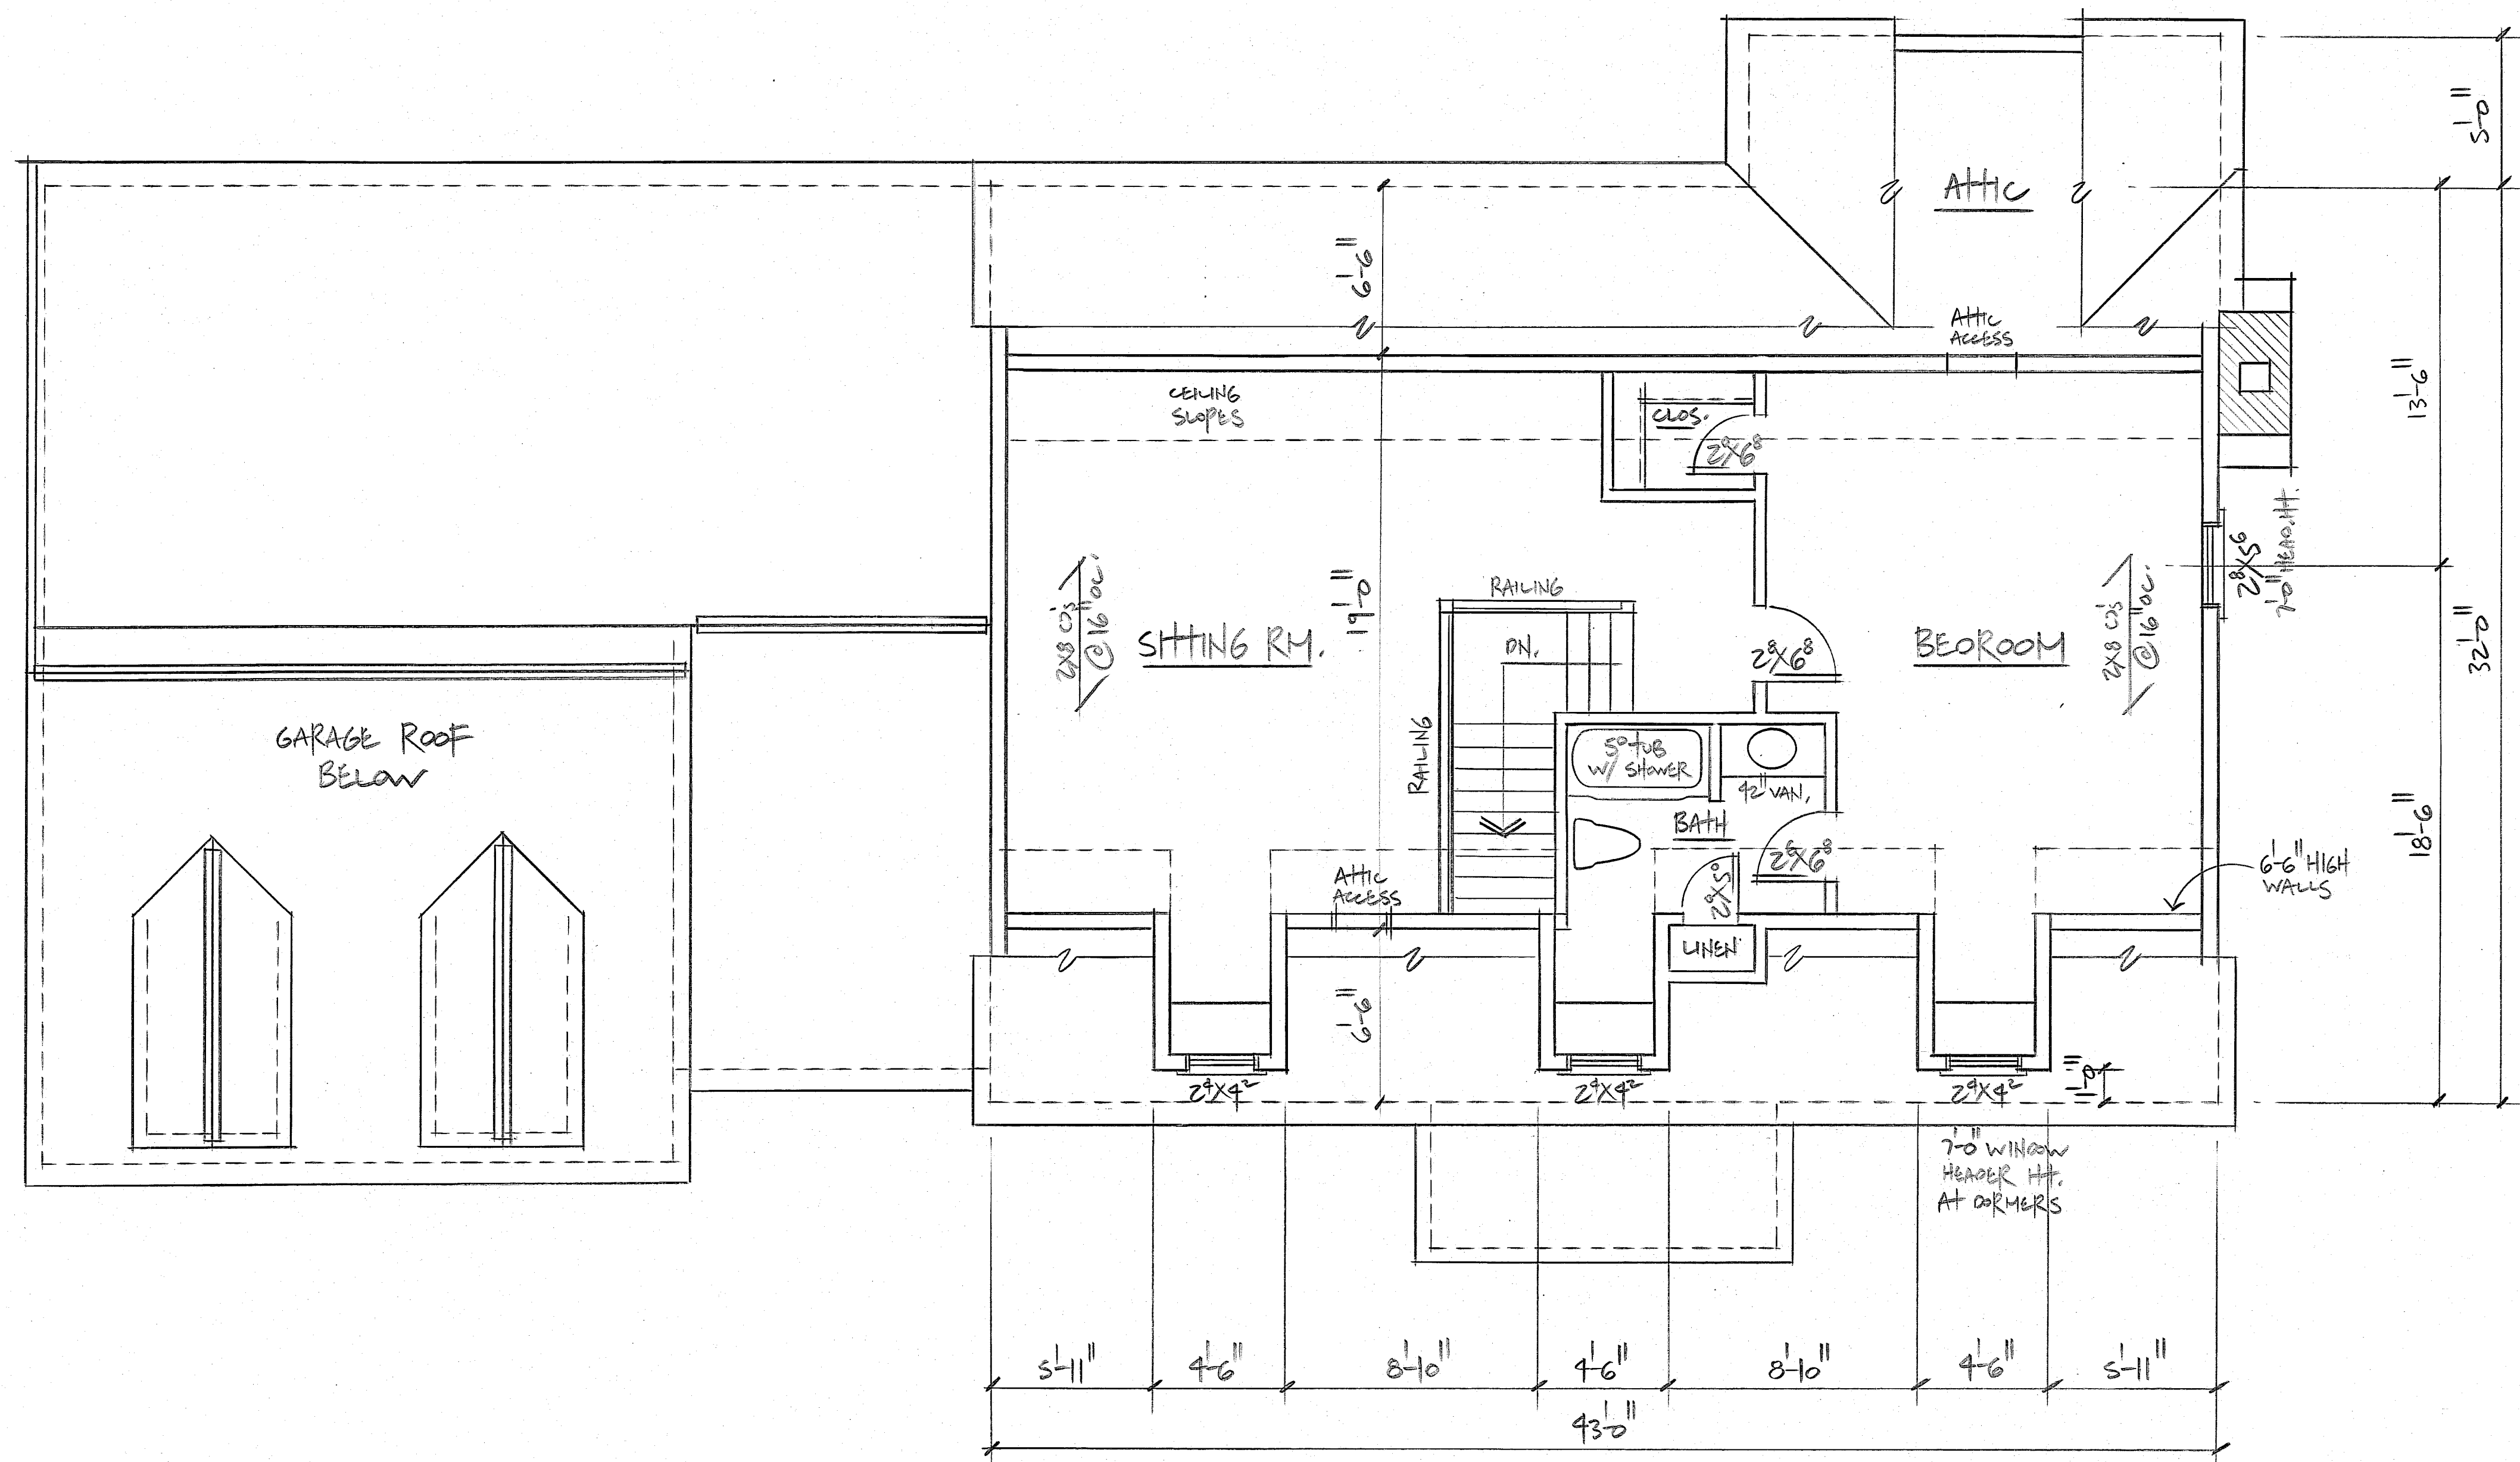 5'-0"
ATTIC
6'-6"
ATTIC
ACCESS
13'-6"
CEILING
SLOPES
CLOS.
2⁸X6⁸
2⁸X5⁶
7'-0" HEAD. HT.
2X8 CJ'S
@ 16" O.C.
RAILING
19'-0"
SITTING RM.
DN.
2⁸X6⁸
BEDROOM
2X8 CJ'S
@ 16" O.C.
32'-0"
GARAGE ROOF
BELOW
RAILING
5⁰ TUB
W/ SHOWER
42" VAN.
BATH
2⁶X6⁸
18'-6"
6'-6" HIGH
WALLS
ATTIC
ACCESS
LINEN
6'-6"
2⁴X4²
2⁴X4²
2⁴X4²
1'-0"
7'-0" WINDOW
HEADER HT.
AT DORMERS
5'-11"
4'-6"
8'-10"
4'-6"
8'-10"
4'-6"
5'-11"
43'-0"